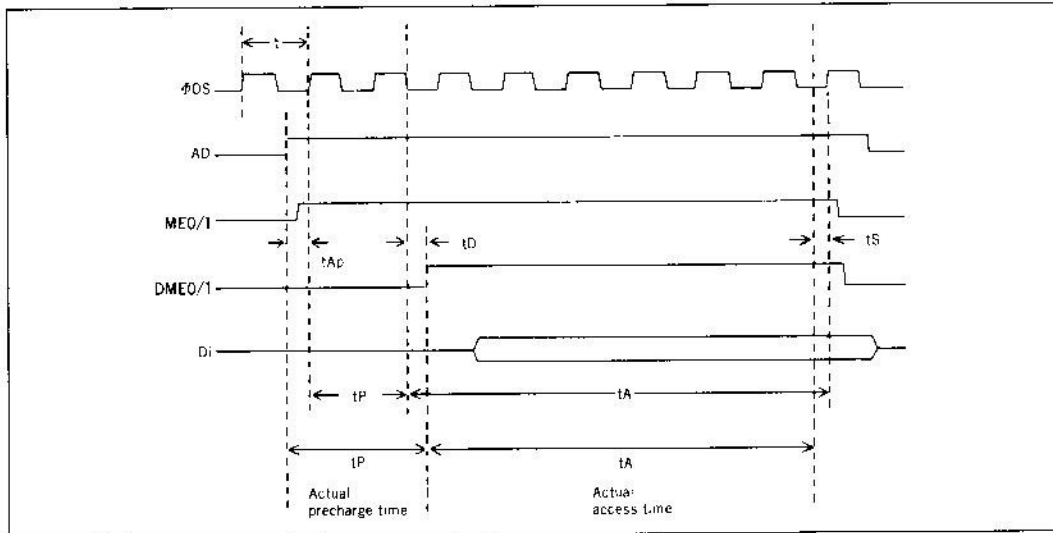 t
ΦOS
AD
ME0/1
tAp
tD
tS
DME0/1
Di
tP
tA
tP
tA
Actual
precharge time
Actual
access time